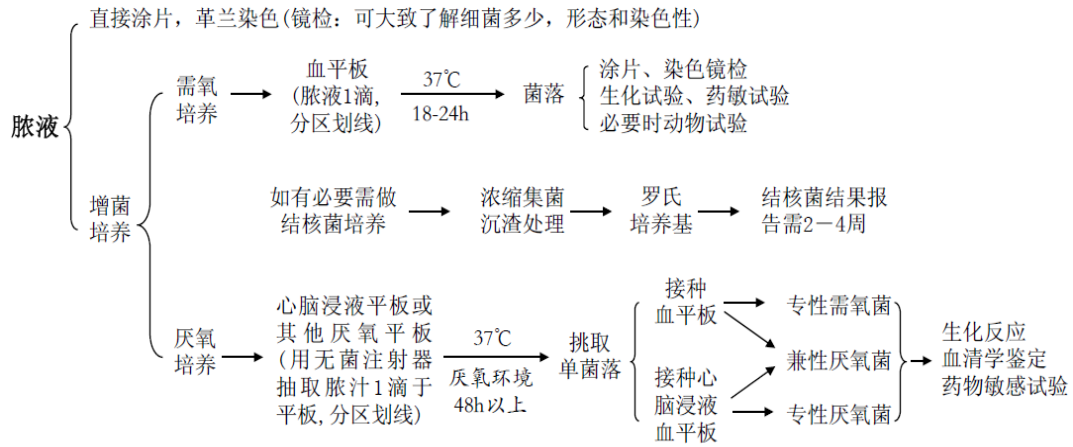 直接涂片，革兰染色(镜检：可大致了解细菌多少，形态和染色性)
脓液
需氧
培养
血平板
(脓液1滴,
分区划线)
37℃
18-24h
菌落
涂片、染色镜检
生化试验、药敏试验
必要时动物试验
增菌
培养
如有必要需做
结核菌培养
浓缩集菌
沉渣处理
罗氏
培养基
结核菌结果报
告需2－4周
厌氧
培养
心脑浸液平板或
其他厌氧平板
(用无菌注射器
抽取脓汁1滴于
平板,分区划线)
37℃
厌氧环境
48h以上
挑取
单菌落
接种
血平板
接种心
脑浸液
血平板
专性需氧菌
兼性厌氧菌
专性厌氧菌
生化反应
血清学鉴定
药物敏感试验